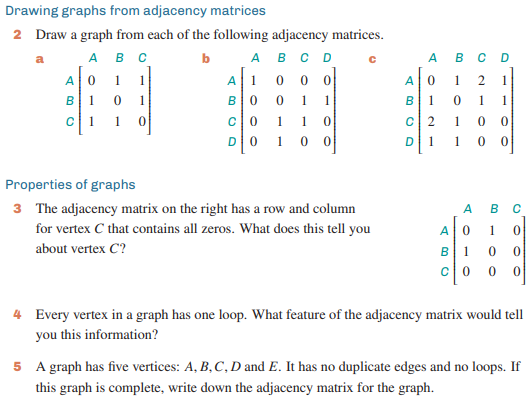 Drawing graphs from adjacency matrices
2 Draw a graph from each of the following adjacency matrices.
a
A B C
A 0 1 1
B 1 0 1
C 1 1 0
b
A B C D
A 1 0 0 0
B 0 0 1 1
C 0 1 1 0
D 0 1 0 0
c
A B C D
A 0 1 2 1
B 1 0 1 1
C 2 1 0 0
D 1 1 0 0
Properties of graphs
3 The adjacency matrix on the right has a row and column
for vertex C that contains all zeros. What does this tell you
about vertex C?
A B C
A 0 1 0
B 1 0 0
C 0 0 0
4 Every vertex in a graph has one loop. What feature of the adjacency matrix would tell
you this information?
5 A graph has five vertices: A, B, C, D and E. It has no duplicate edges and no loops. If
this graph is complete, write down the adjacency matrix for the graph.